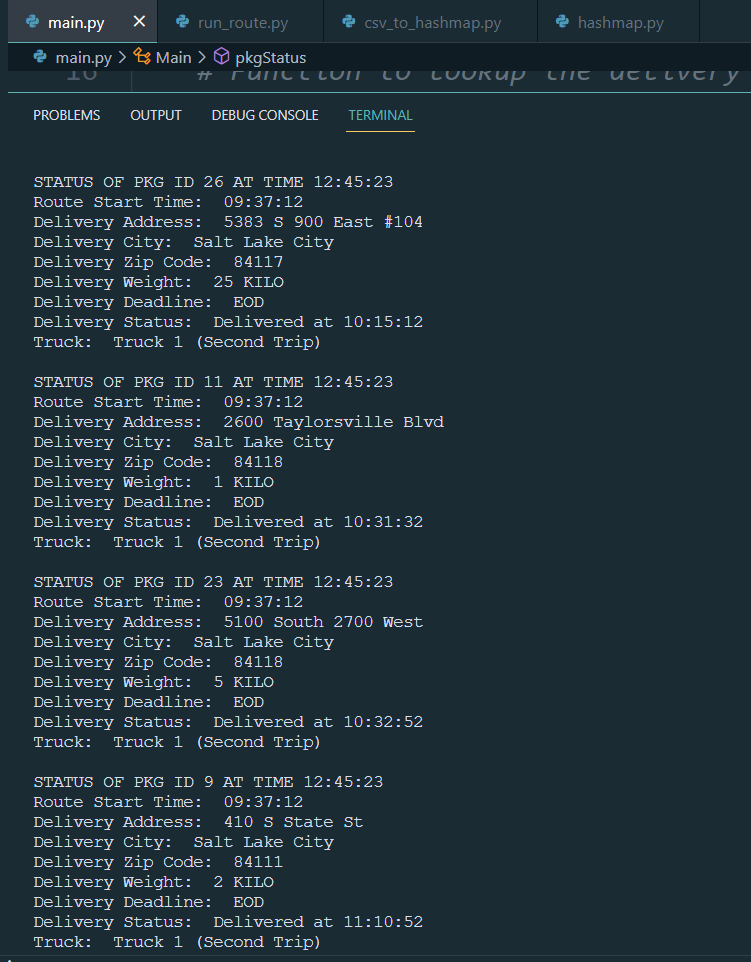 main.py
run_route.py
csv_to_hashmap.py
hashmap.py
main.py > Main > pkgStatus
16 # Function to lookup the delivery
PROBLEMS OUTPUT DEBUG CONSOLE TERMINAL
STATUS OF PKG ID 26 AT TIME 12:45:23
Route Start Time:  09:37:12
Delivery Address:  5383 S 900 East #104
Delivery City:  Salt Lake City
Delivery Zip Code:  84117
Delivery Weight:  25 KILO
Delivery Deadline:  EOD
Delivery Status:  Delivered at 10:15:12
Truck:  Truck 1 (Second Trip)
STATUS OF PKG ID 11 AT TIME 12:45:23
Route Start Time:  09:37:12
Delivery Address:  2600 Taylorsville Blvd
Delivery City:  Salt Lake City
Delivery Zip Code:  84118
Delivery Weight:  1 KILO
Delivery Deadline:  EOD
Delivery Status:  Delivered at 10:31:32
Truck:  Truck 1 (Second Trip)
STATUS OF PKG ID 23 AT TIME 12:45:23
Route Start Time:  09:37:12
Delivery Address:  5100 South 2700 West
Delivery City:  Salt Lake City
Delivery Zip Code:  84118
Delivery Weight:  5 KILO
Delivery Deadline:  EOD
Delivery Status:  Delivered at 10:32:52
Truck:  Truck 1 (Second Trip)
STATUS OF PKG ID 9 AT TIME 12:45:23
Route Start Time:  09:37:12
Delivery Address:  410 S State St
Delivery City:  Salt Lake City
Delivery Zip Code:  84111
Delivery Weight:  2 KILO
Delivery Deadline:  EOD
Delivery Status:  Delivered at 11:10:52
Truck:  Truck 1 (Second Trip)